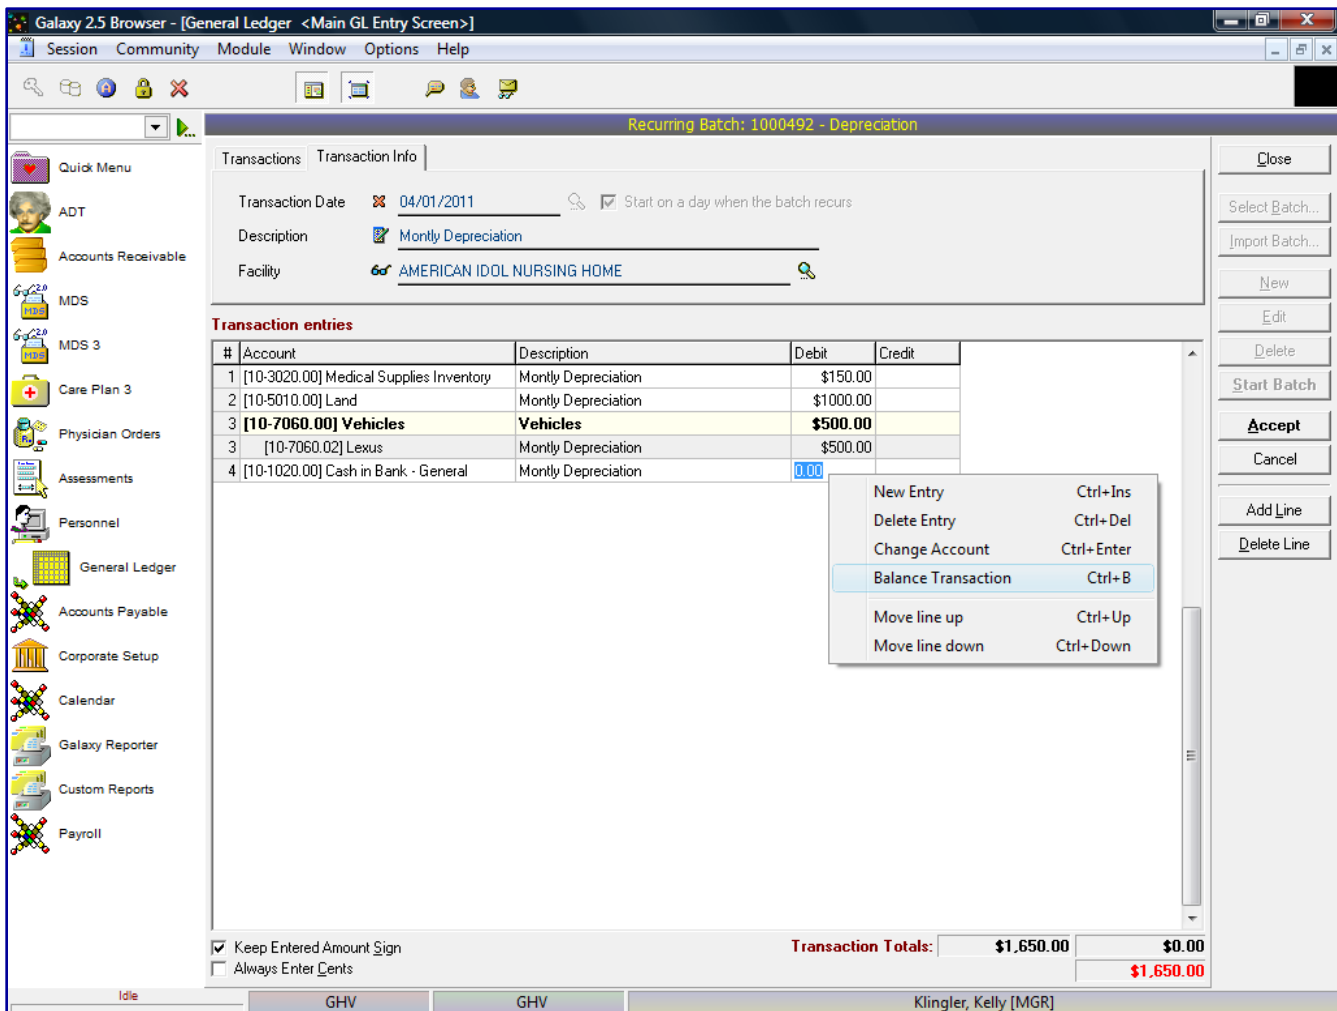 Galaxy 2.5 Browser - [General Ledger <Main GL Entry Screen>]
Session Community Module Window Options Help
Recurring Batch: 1000492 - Depreciation
Quick Menu
ADT
Accounts Receivable
MDS
MDS 3
Care Plan 3
Physician Orders
Assessments
Personnel
General Ledger
Accounts Payable
Corporate Setup
Calendar
Galaxy Reporter
Custom Reports
Payroll
Transactions Transaction Info
Transaction Date 04/01/2011 Start on a day when the batch recurs
Description Montly Depreciation
Facility AMERICAN IDOL NURSING HOME
Transaction entries
# Account Description Debit Credit
1 [10-3020.00] Medical Supplies Inventory Montly Depreciation $150.00
2 [10-5010.00] Land Montly Depreciation $1000.00
3 [10-7060.00] Vehicles Vehicles $500.00
3 [10-7060.02] Lexus Montly Depreciation $500.00
4 [10-1020.00] Cash in Bank - General Montly Depreciation 0.00
New Entry Ctrl+Ins
Delete Entry Ctrl+Del
Change Account Ctrl+Enter
Balance Transaction Ctrl+B
Move line up Ctrl+Up
Move line down Ctrl+Down
Close
Select Batch...
Import Batch...
New
Edit
Delete
Start Batch
Accept
Cancel
Add Line
Delete Line
Keep Entered Amount Sign
Always Enter Cents
Transaction Totals: $1,650.00 $0.00
$1,650.00
Idle GHV GHV Klingler, Kelly [MGR]